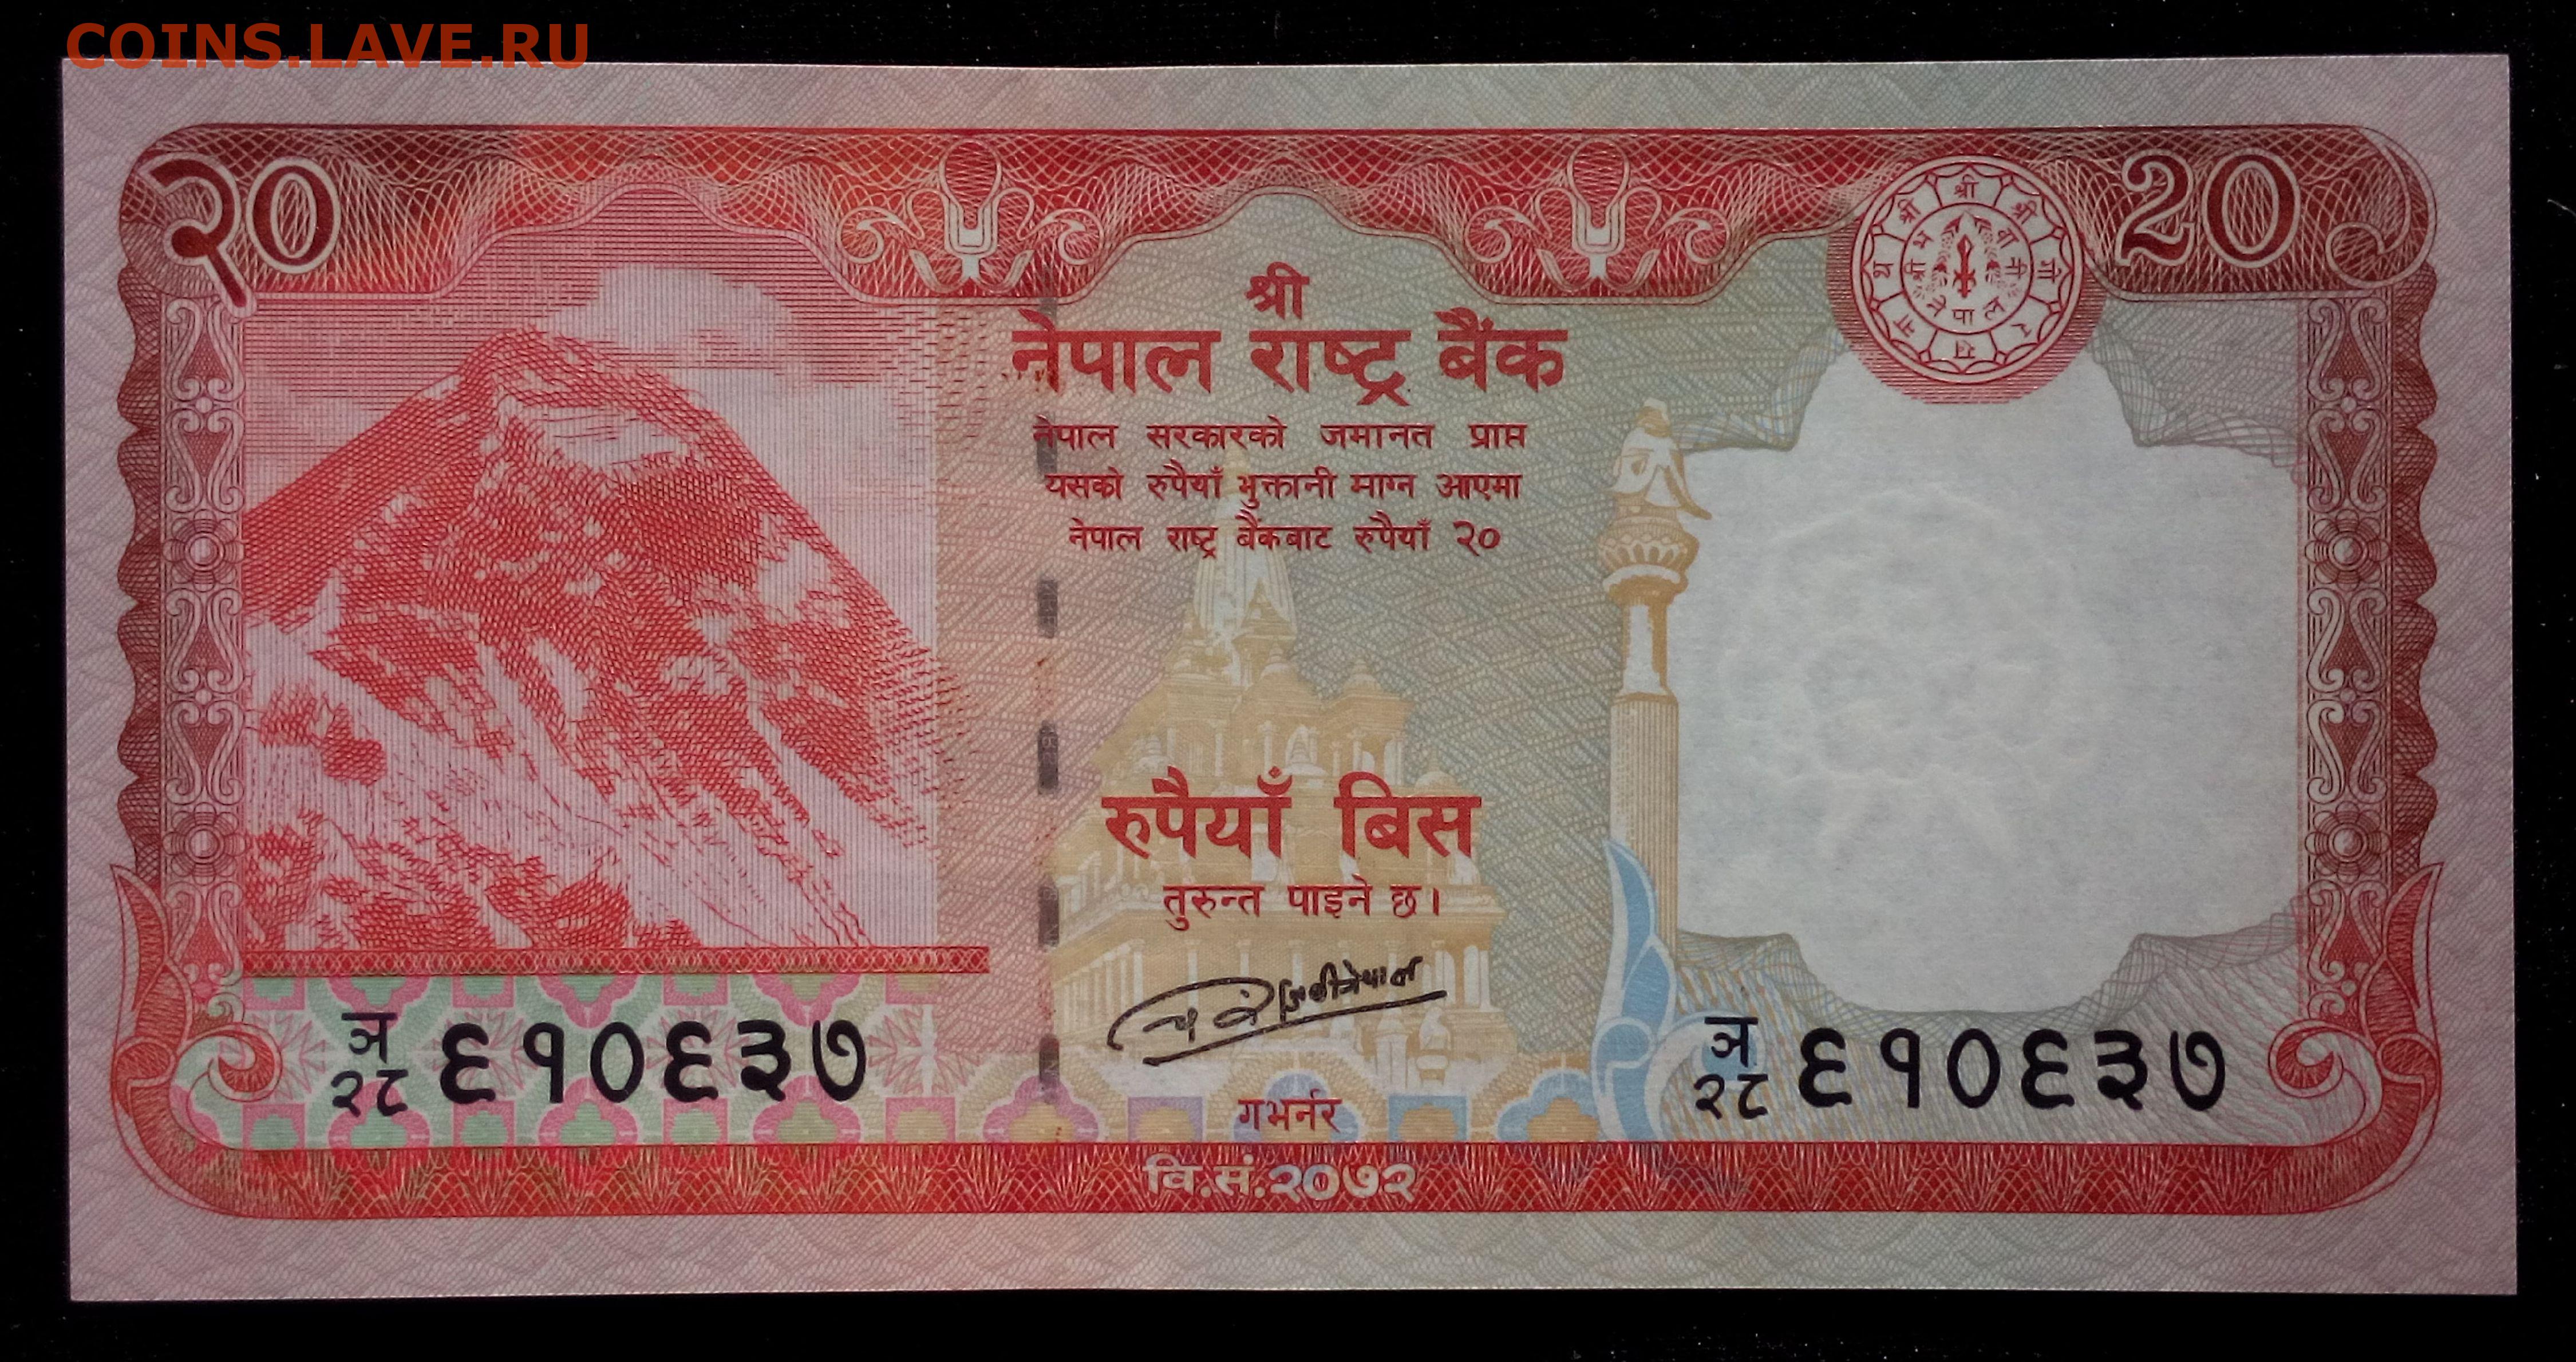 COINS.LAVE.RU
२० 20
श्री
नेपाल राष्ट्र बैंक
नेपाल सरकारको जमानत प्राप्त
यसको रुपैयाँ भुक्तानी माग्न आएमा
नेपाल राष्ट्र बैंकबाट रुपैयाँ २०
रुपैयाँ बिस
तुरुन्त पाइने छ।
ञ २८ ६१०६३७
ञ २८ ६१०६३७
गभर्नर
वि.सं.२०७२